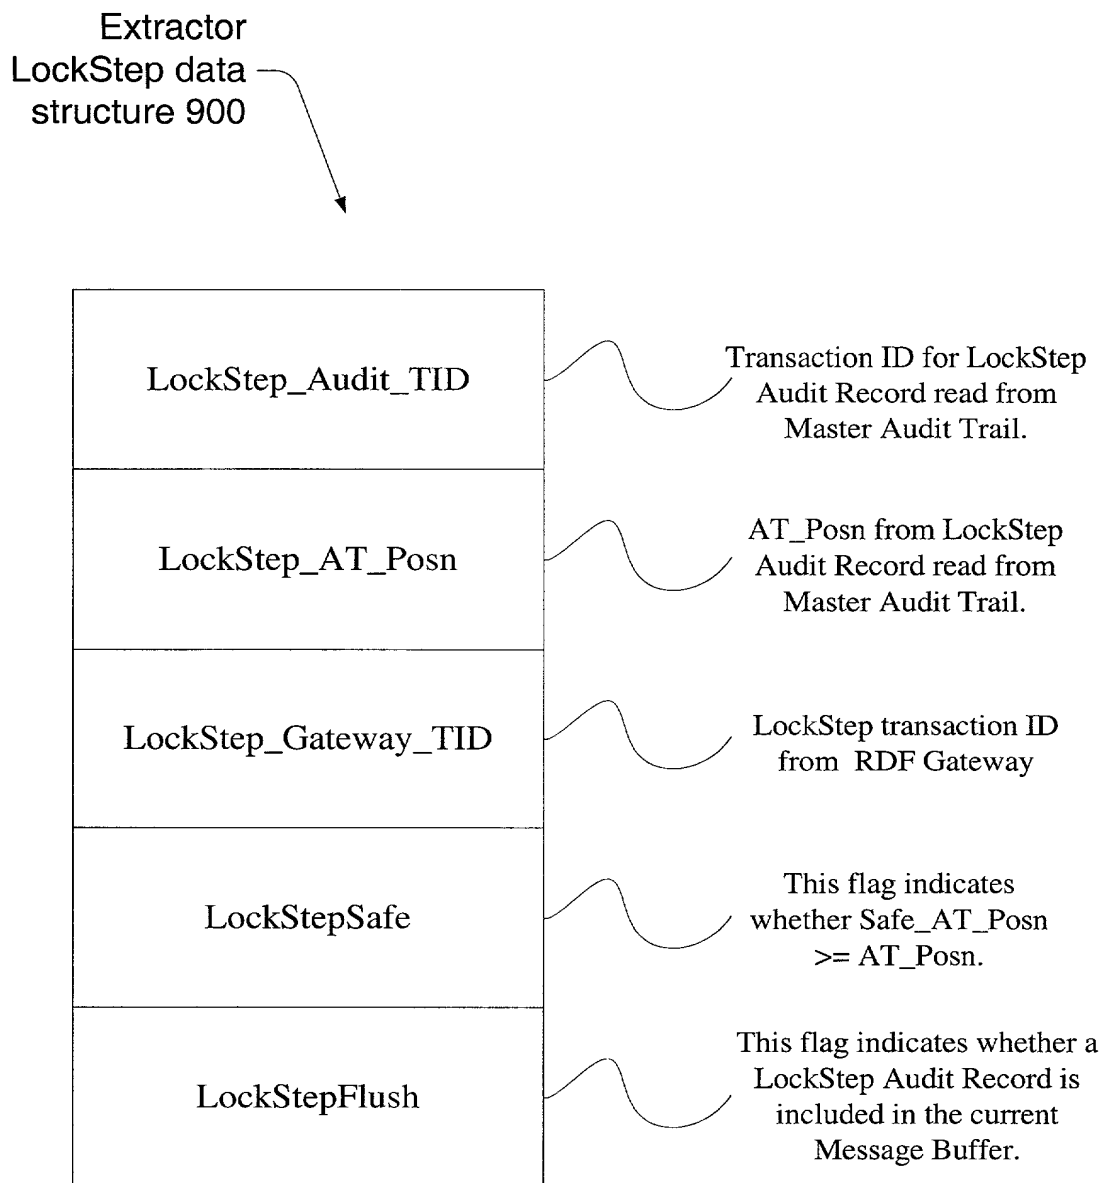 Extractor
LockStep data
structure 900
LockStep_Audit_TID
Transaction ID for LockStep
Audit Record read from
Master Audit Trail.
LockStep_AT_Posn
AT_Posn from LockStep
Audit Record read from
Master Audit Trail.
LockStep_Gateway_TID
LockStep transaction ID
from RDF Gateway
LockStepSafe
This flag indicates
whether Safe_AT_Posn
>= AT_Posn.
LockStepFlush
This flag indicates whether a
LockStep Audit Record is
included in the current
Message Buffer.